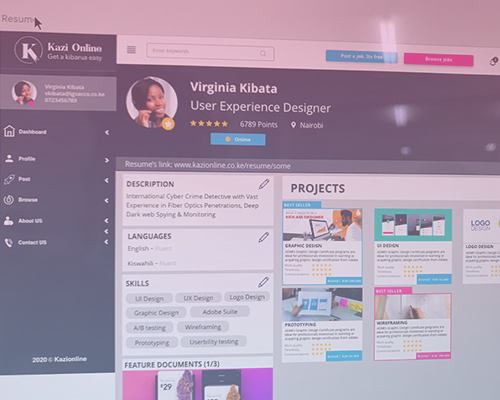 Resume
Kazi Online
Get a kibarua easy
Enter Keywords
Post a job. Its free
Browse jobs
Virginia Kibata
0723456789
Virginia Kibata
User Experience Designer
6789 Points
Nairobi
Online
Dashboard
Profile
Post
Browse
About US
Contact US
2020 © Kazionline
Resume's link: www.kazionline.co.ke/resume/some
DESCRIPTION
International Cyber Crime Detective with Vast
Experience in Fiber Optics Penetrations, Deep
Dark web Spying & Monitoring
LANGUAGES
English - Fluent
Kiswahili - Fluent
SKILLS
UI Design
UX Design
Logo Design
Graphic Design
Adobe Suite
A/B testing
Wireframing
Prototyping
Userbility testing
FEATURE DOCUMENTS (1/3)
PROJECTS
BEST SELLER
GRAPHIC DESIGN
UI DESIGN
LOGO
DESIGN
LOGO DESIGN
PROTOTYPING
BEST SELLER
WIREFRAMING